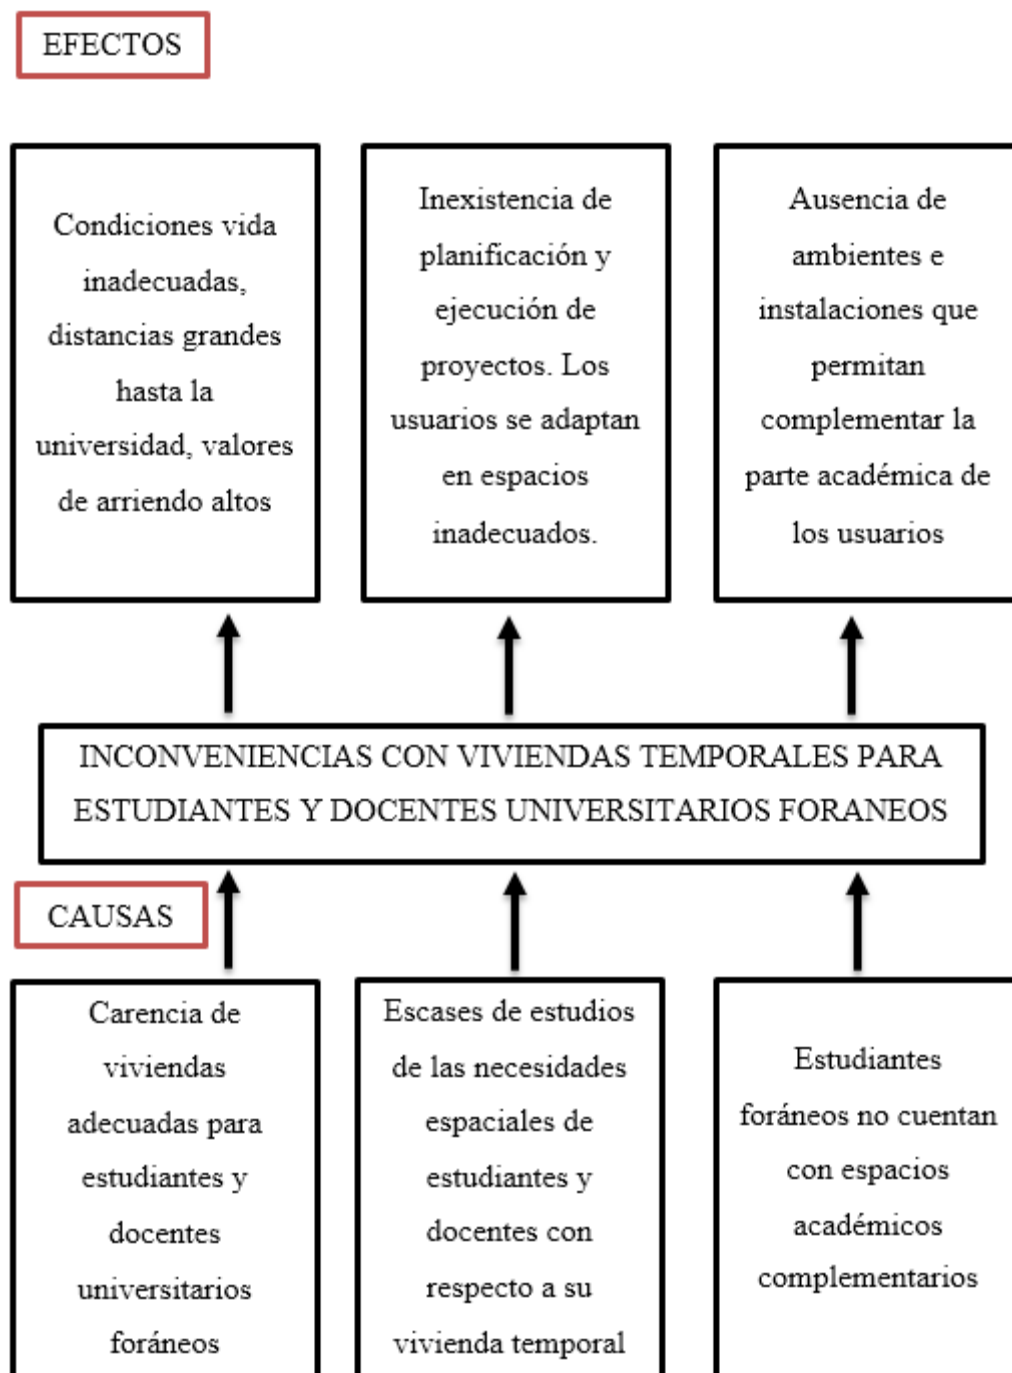 EFECTOS
Condiciones vida
inadecuadas,
distancias grandes
hasta la
universidad, valores
de arriendo altos
Inexistencia de
planificación y
ejecución de
proyectos. Los
usuarios se adaptan
en espacios
inadecuados.
Ausencia de
ambientes e
instalaciones que
permitan
complementar la
parte académica de
los usuarios
INCONVENIENCIAS CON VIVIENDAS TEMPORALES PARA
ESTUDIANTES Y DOCENTES UNIVERSITARIOS FORANEOS
CAUSAS
Carencia de
viviendas
adecuadas para
estudiantes y
docentes
universitarios
foráneos
Escases de estudios
de las necesidades
espaciales de
estudiantes y
docentes con
respecto a su
vivienda temporal
Estudiantes
foráneos no cuentan
con espacios
académicos
complementarios